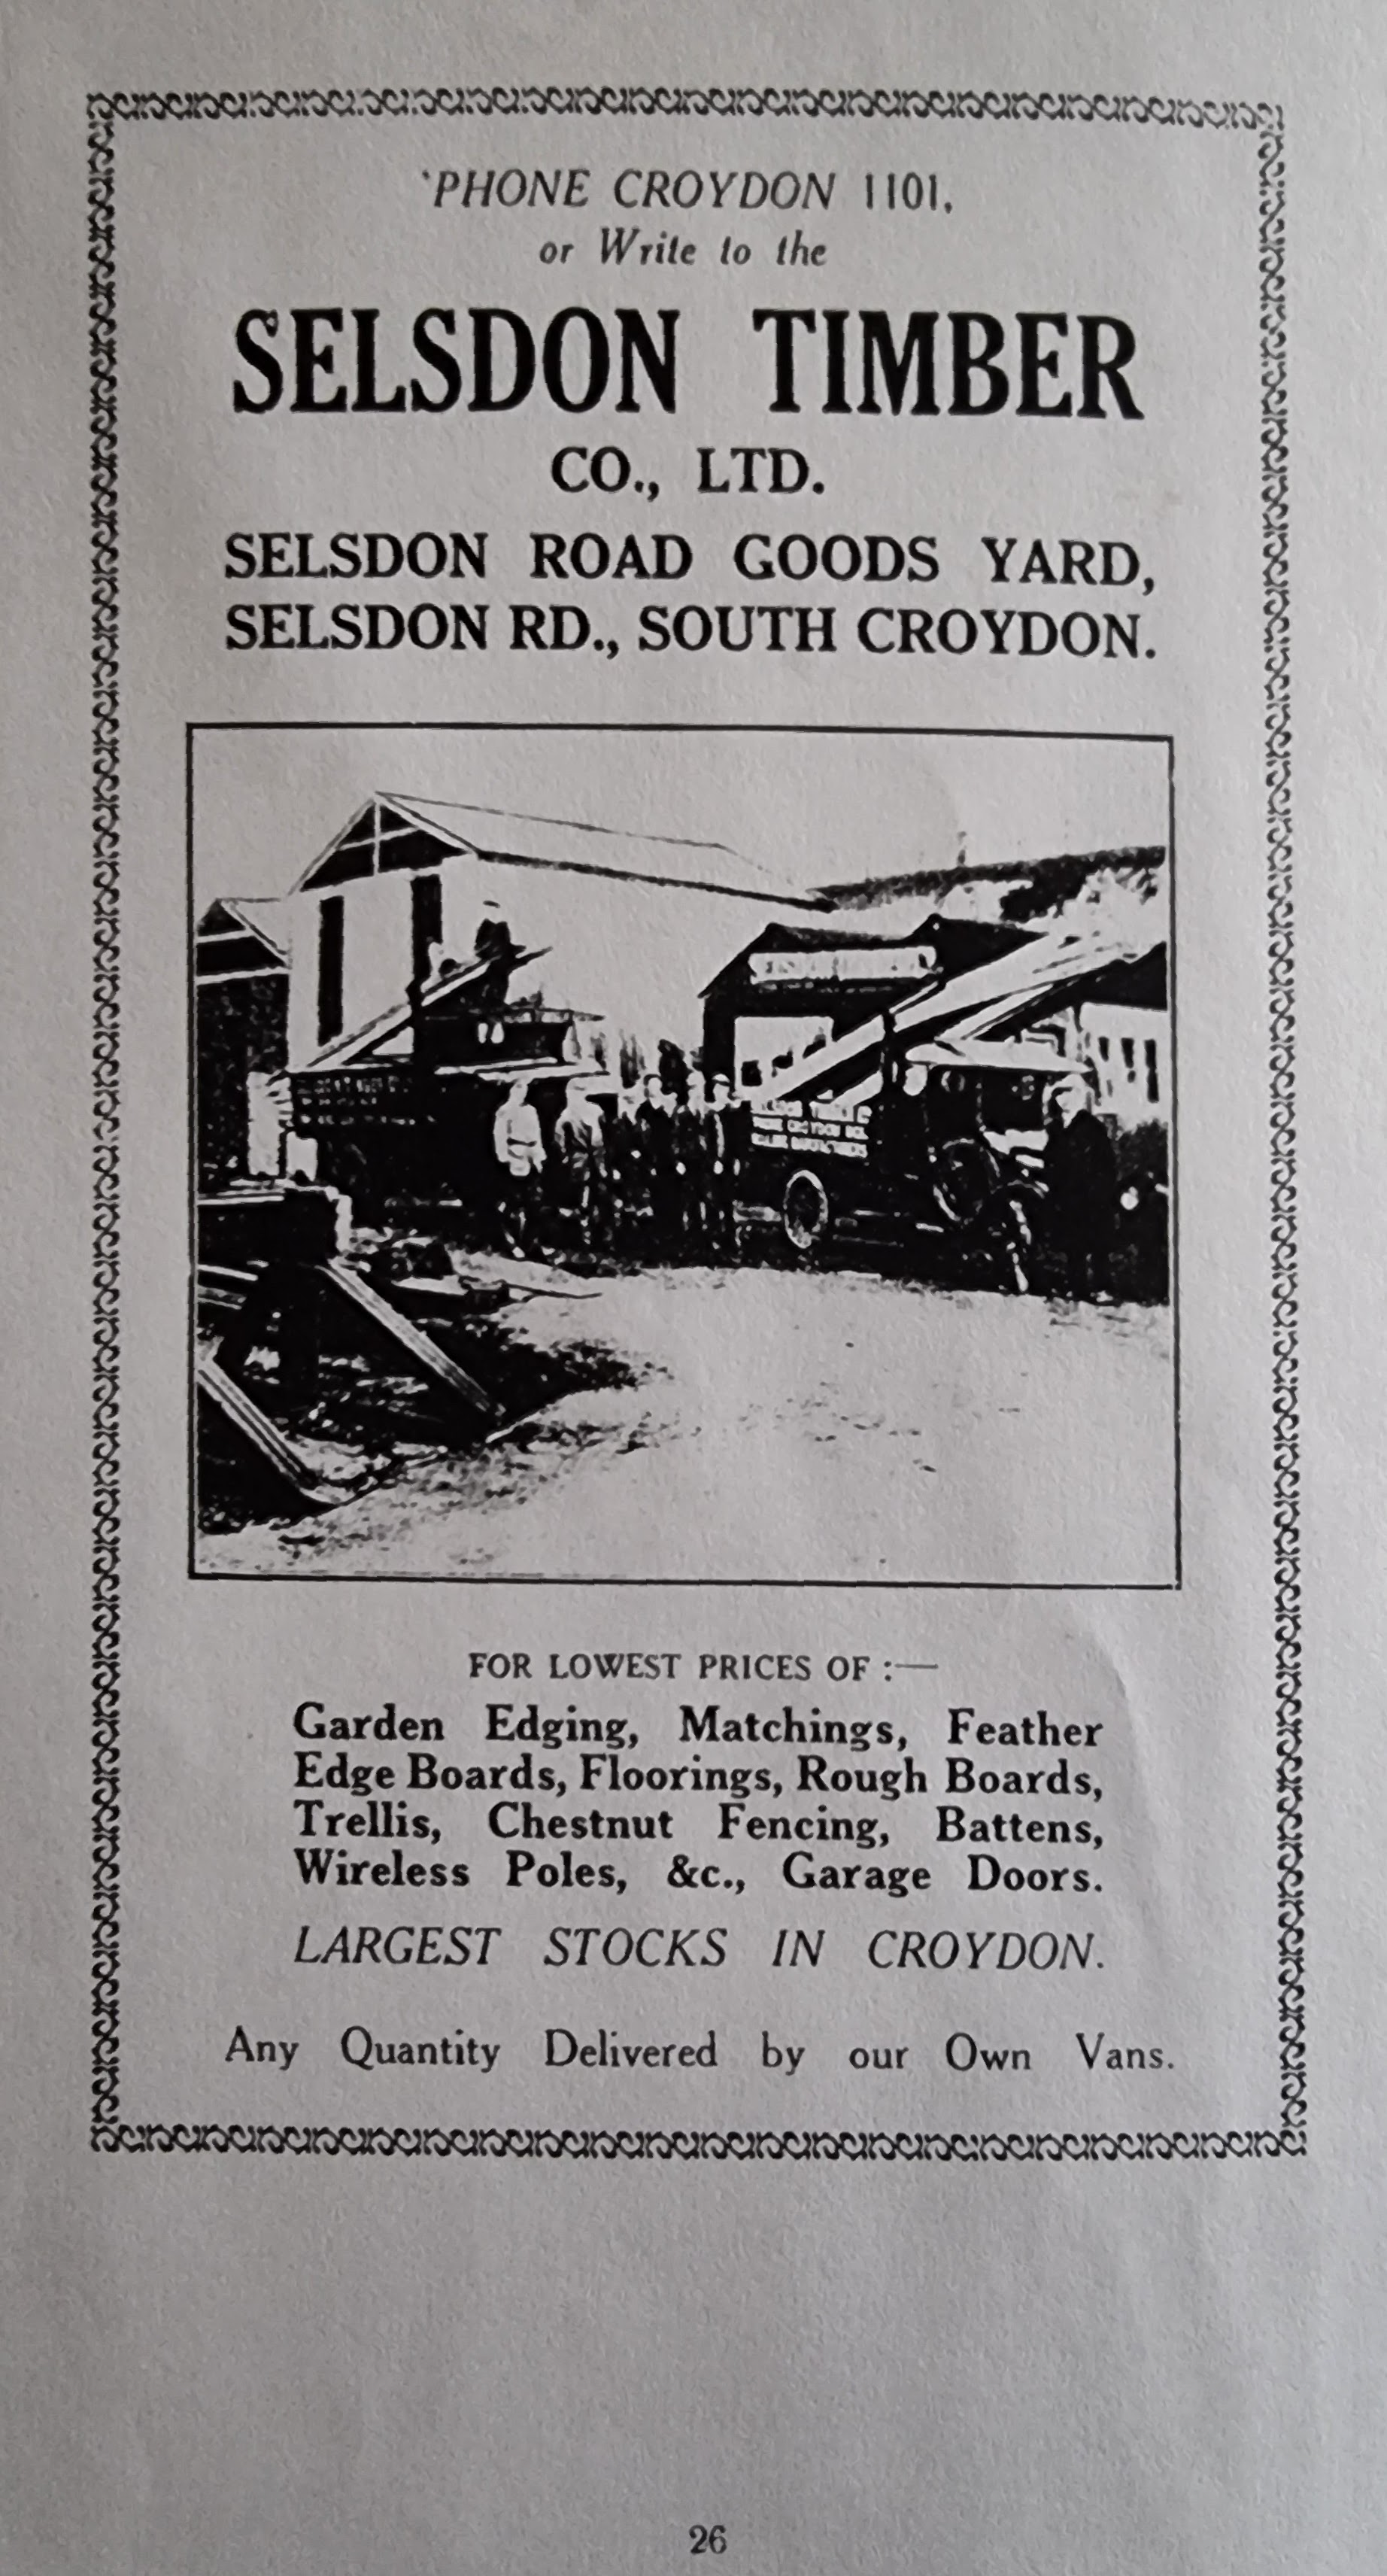 'PHONE CROYDON 1101,
or Write to the
SELSDON TIMBER
CO., LTD.
SELSDON ROAD GOODS YARD,
SELSDON RD., SOUTH CROYDON.
FOR LOWEST PRICES OF :—
Garden Edging, Matchings, Feather
Edge Boards, Floorings, Rough Boards,
Trellis, Chestnut Fencing, Battens,
Wireless Poles, &c., Garage Doors.
LARGEST STOCKS IN CROYDON.
Any Quantity Delivered by our Own Vans.
26